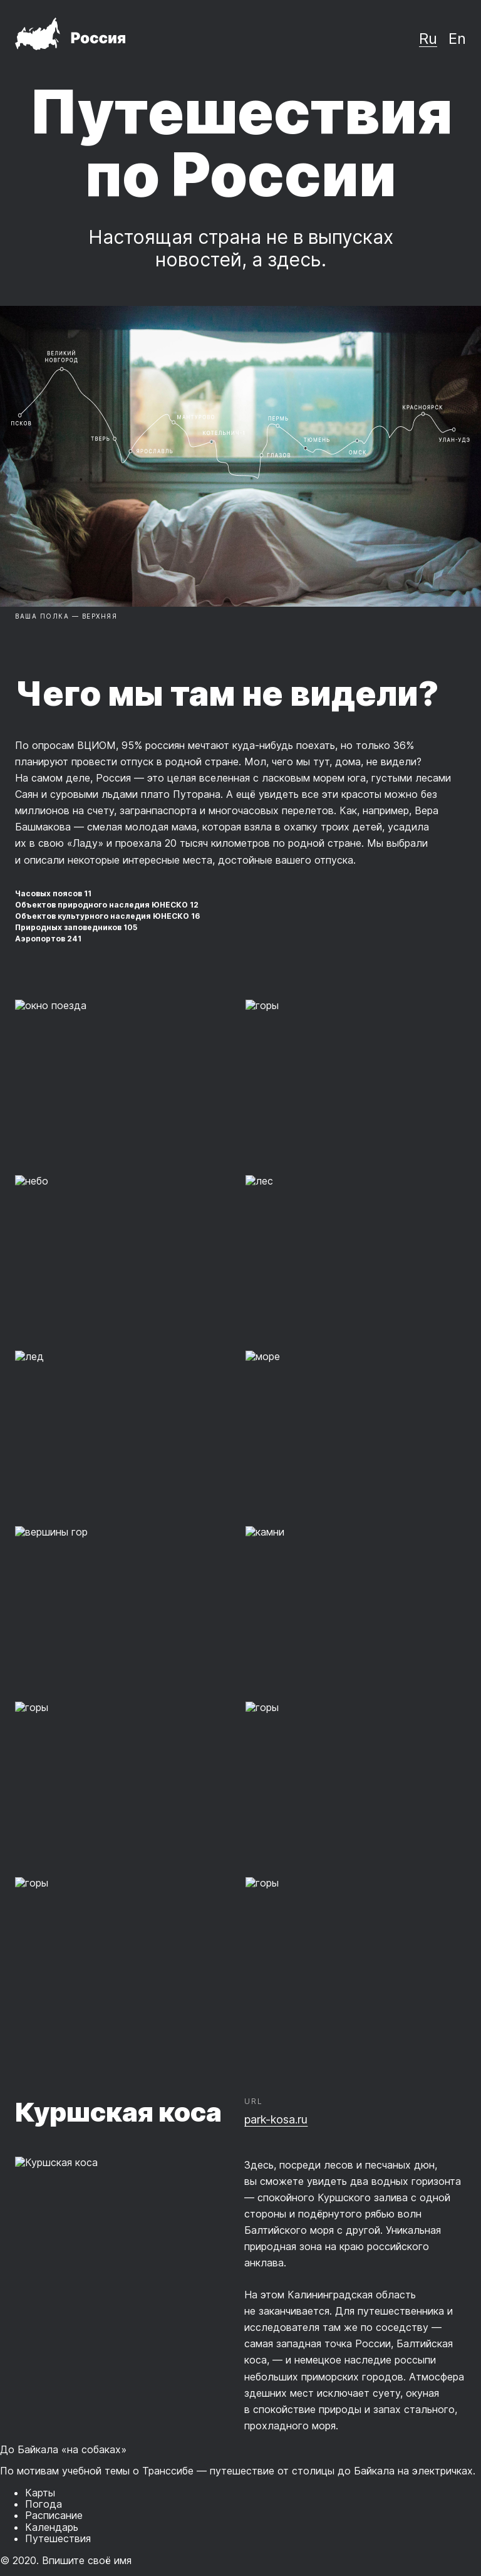 Россия
Ru En
Путешествия
по России
Настоящая страна не в выпусках
новостей, а здесь.
ВЕЛИКИЙ
НОВГОРОД
ПСКОВ
ТВЕРЬ
ЯРОСЛАВЛЬ
ГЛАЗОВ
ПЕРМЬ
ТЮМЕНЬ
ОМСК
КРАСНОЯРСК
УЛАН-УДЭ
ВАША ПОЛКА — ВЕРХНЯЯ
Чего мы там не видели?
По опросам ВЦИОМ, 95% россиян мечтают куда-нибудь поехать, но только 36%
планируют провести отпуск в родной стране. Мол, чего мы тут, дома, не видели?
На самом деле, Россия — это целая вселенная с ласковым морем юга, густыми лесами
Саян и суровыми льдами плато Путорана. А ещё увидеть все эти красоты можно без
миллионов на счету, загранпаспорта и многочасовых перелетов. Как, например, Вера
Башмакова — смелая молодая мама, которая взяла в охапку троих детей, усадила
их в свою «Ладу» и проехала 20 тысяч километров по родной стране. Мы выбрали
и описали некоторые интересные места, достойные вашего отпуска.
Часовых поясов 11
Объектов природного наследия ЮНЕСКО 12
Объектов культурного наследия ЮНЕСКО 16
Природных заповедников 105
Аэропортов 241
окно поезда
горы
небо
лес
лед
море
вершины гор
камни
горы
горы
горы
горы
Куршская коса
URL
park-kosa.ru
Куршская коса
Здесь, посреди лесов и песчаных дюн,
вы сможете увидеть два водных горизонта
— спокойного Куршского залива с одной
стороны и подёрнутого рябью волн
Балтийского моря с другой. Уникальная
природная зона на краю российского
анклава.
На этом Калининградская область
не заканчивается. Для путешественника и
исследователя там же по соседству —
самая западная точка России, Балтийская
коса, — и немецкое наследие россыпи
небольших приморских городов. Атмосфера
здешних мест исключает суету, окуная
в спокойствие природы и запах стального,
прохладного моря.
До Байкала «на собаках»
По мотивам учебной темы о Транссибе — путешествие от столицы до Байкала на электричках.
Карты
Погода
Расписание
Календарь
Путешествия
© 2020. Впишите своё имя